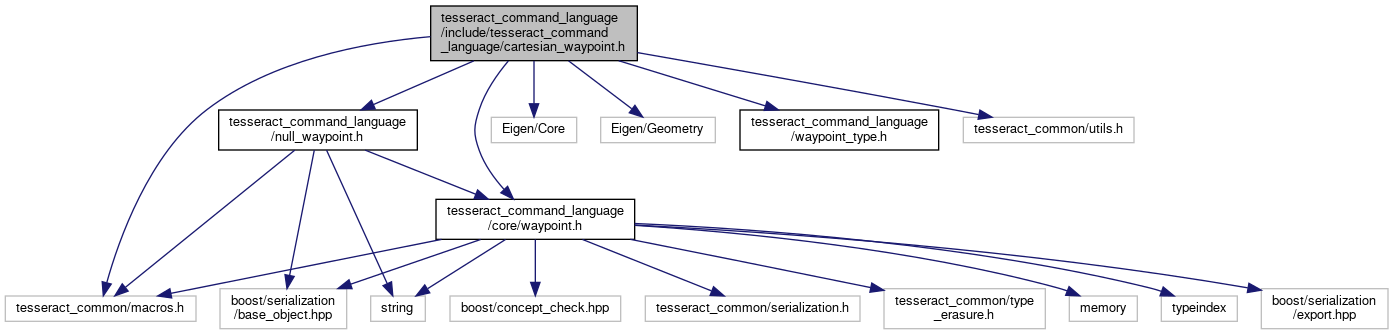 tesseract_command_language
/include/tesseract_command
_language/cartesian_waypoint.h
tesseract_command_language
/null_waypoint.h
Eigen/Core
Eigen/Geometry
tesseract_command_language
/waypoint_type.h
tesseract_common/utils.h
tesseract_command_language
/core/waypoint.h
tesseract_common/macros.h
boost/serialization
/base_object.hpp
string
boost/concept_check.hpp
tesseract_common/serialization.h
tesseract_common/type
_erasure.h
memory
typeindex
boost/serialization
/export.hpp